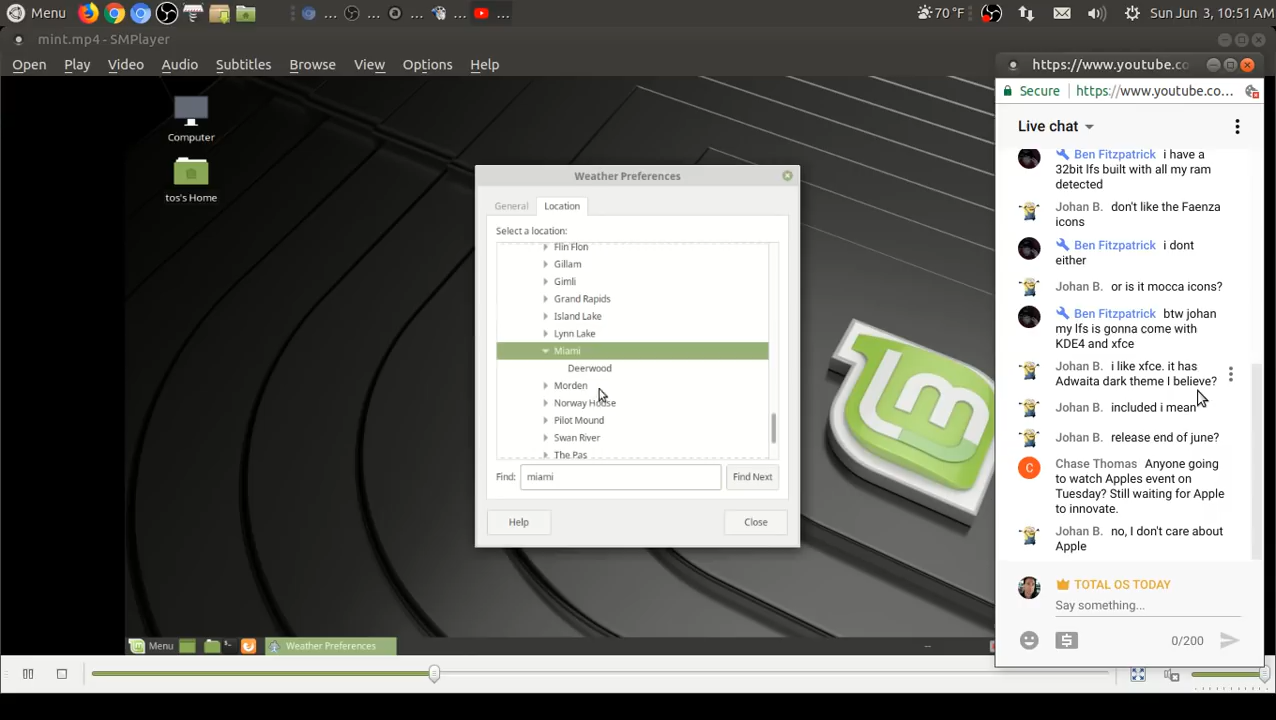 Menu
...
...
...
...
...
70 °F
Sun Jun 3, 10:51 AM
mint.mp4 - SMPlayer
Open Play Video Audio Subtitles Browse View Options Help
Computer
tos's Home
Weather Preferences
General Location
Select a location:
Flin Flon
Gillam
Gimli
Grand Rapids
Island Lake
Lynn Lake
Miami
Deerwood
Morden
Norway House
Pilot Mound
Swan River
The Pas
Find: miami Find Next
Help Close
Menu Weather Preferences
https://www.youtube.co
Secure https://www.youtube.co...
Live chat
Ben Fitzpatrick i have a
32bit lfs built with all my ram
detected
Johan B. don't like the Faenza
icons
Ben Fitzpatrick i dont
either
Johan B. or is it mocca icons?
Ben Fitzpatrick btw johan
my lfs is gonna come with
KDE4 and xfce
Johan B. i like xfce. it has
Adwaita dark theme I believe?
Johan B. included i mean
Johan B. release end of june?
Chase Thomas Anyone going
to watch Apples event on
Tuesday? Still waiting for Apple
to innovate.
Johan B. no, I don't care about
Apple
TOTAL OS TODAY
Say something...
0/200